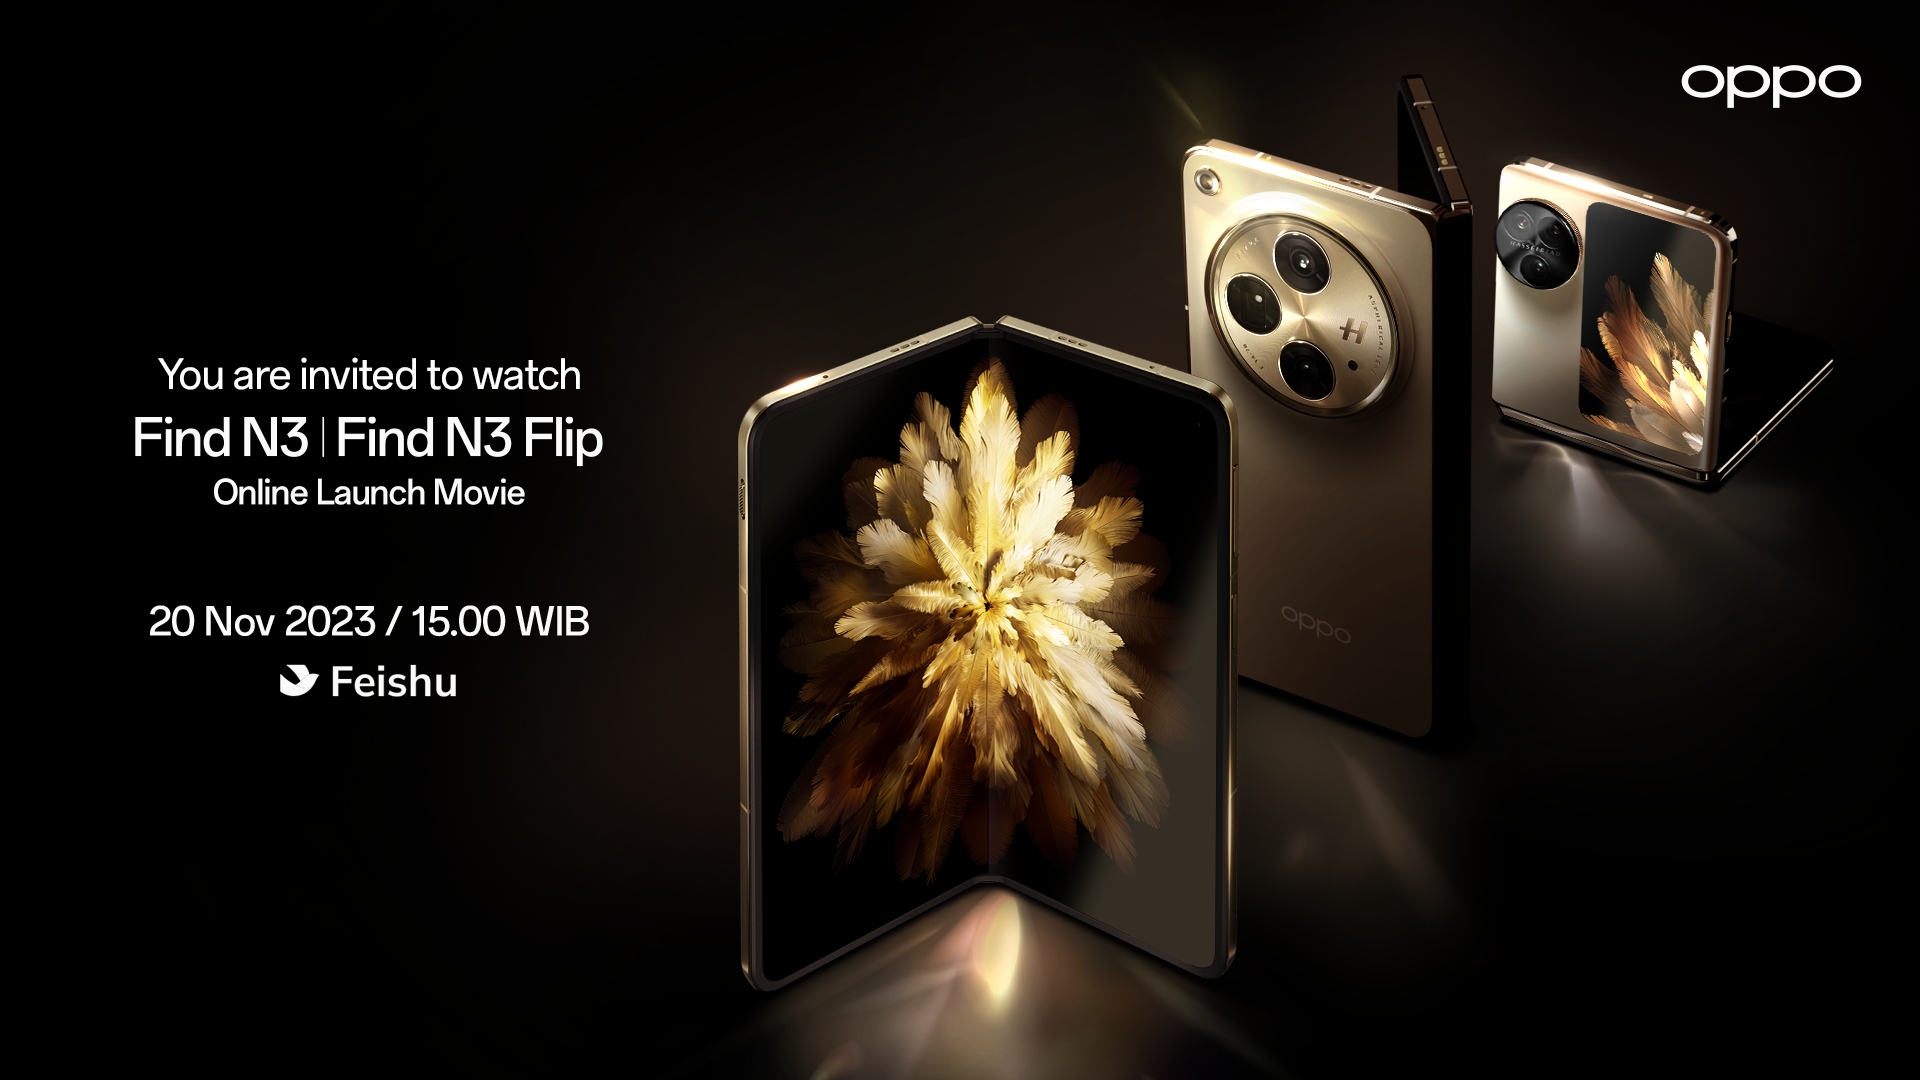 oppo
You are invited to watch
Find N3 | Find N3 Flip
Online Launch Movie
20 Nov 2023 / 15.00 WIB
Feishu
H
HASSELBLAD
oppo